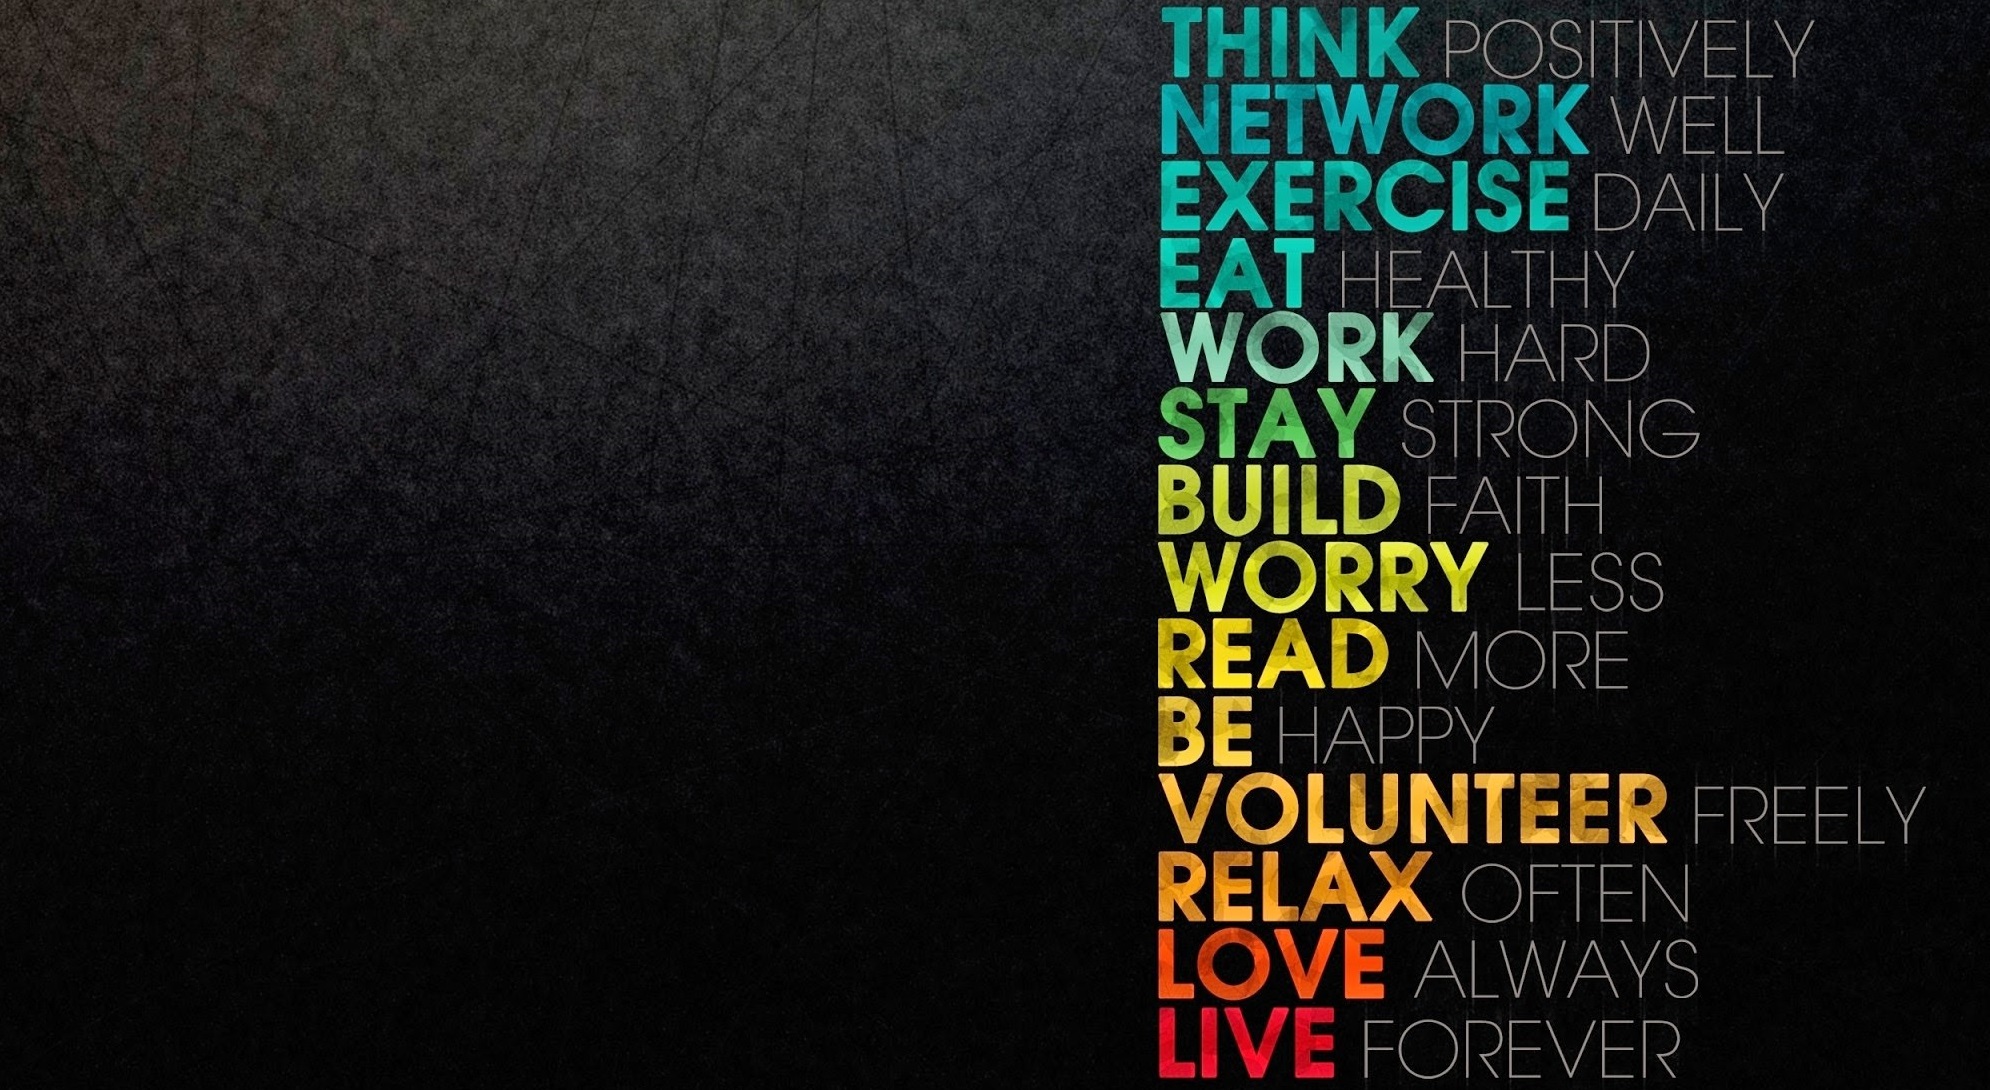 THINK POSITIVELY
NETWORK WELL
EXERCISE DAILY
EAT HEALTHY
WORK HARD
STAY STRONG
BUILD FAITH
WORRY LESS
READ MORE
BE HAPPY
VOLUNTEER FREELY
RELAX OFTEN
LOVE ALWAYS
LIVE FOREVER